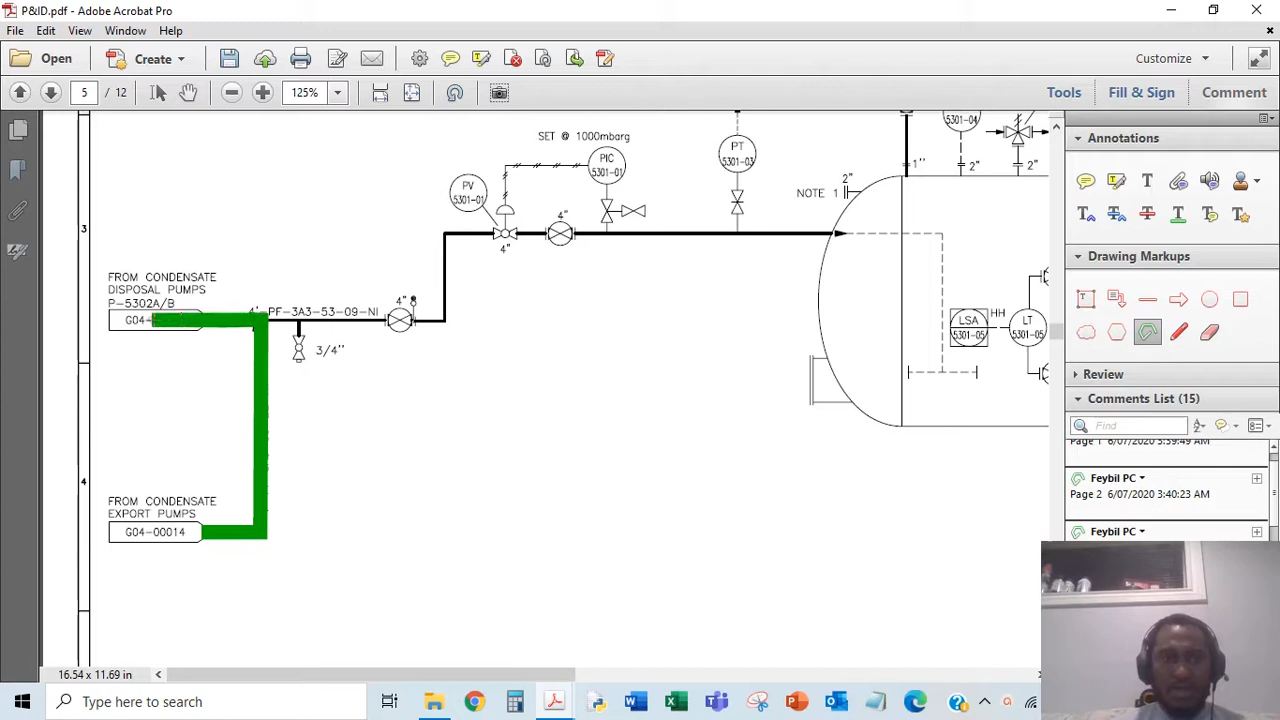 P&ID.pdf - Adobe Acrobat Pro
File Edit View Window Help
Open Create Customize
5 / 12 125% Tools Fill & Sign Comment
SET @ 1000mbarg
PIC
5301-01
PV
5301-01
4"
4"
PT
5301-03
5301-04
1"
2"
2"
2"
NOTE 1
3
FROM CONDENSATE
DISPOSAL PUMPS
P-5302A/B
G04-
4"-PF-3A3-53-09-NI
4"
3/4"
LSA
5301-05
HH
LT
5301-05
4
FROM CONDENSATE
EXPORT PUMPS
G04-00014
Annotations
Drawing Markups
Review
Comments List (15)
Find
Page 1 6/07/2020 3:39:49 AM
Feybil PC
Page 2 6/07/2020 3:40:23 AM
Feybil PC
16.54 x 11.69 in
Type here to search